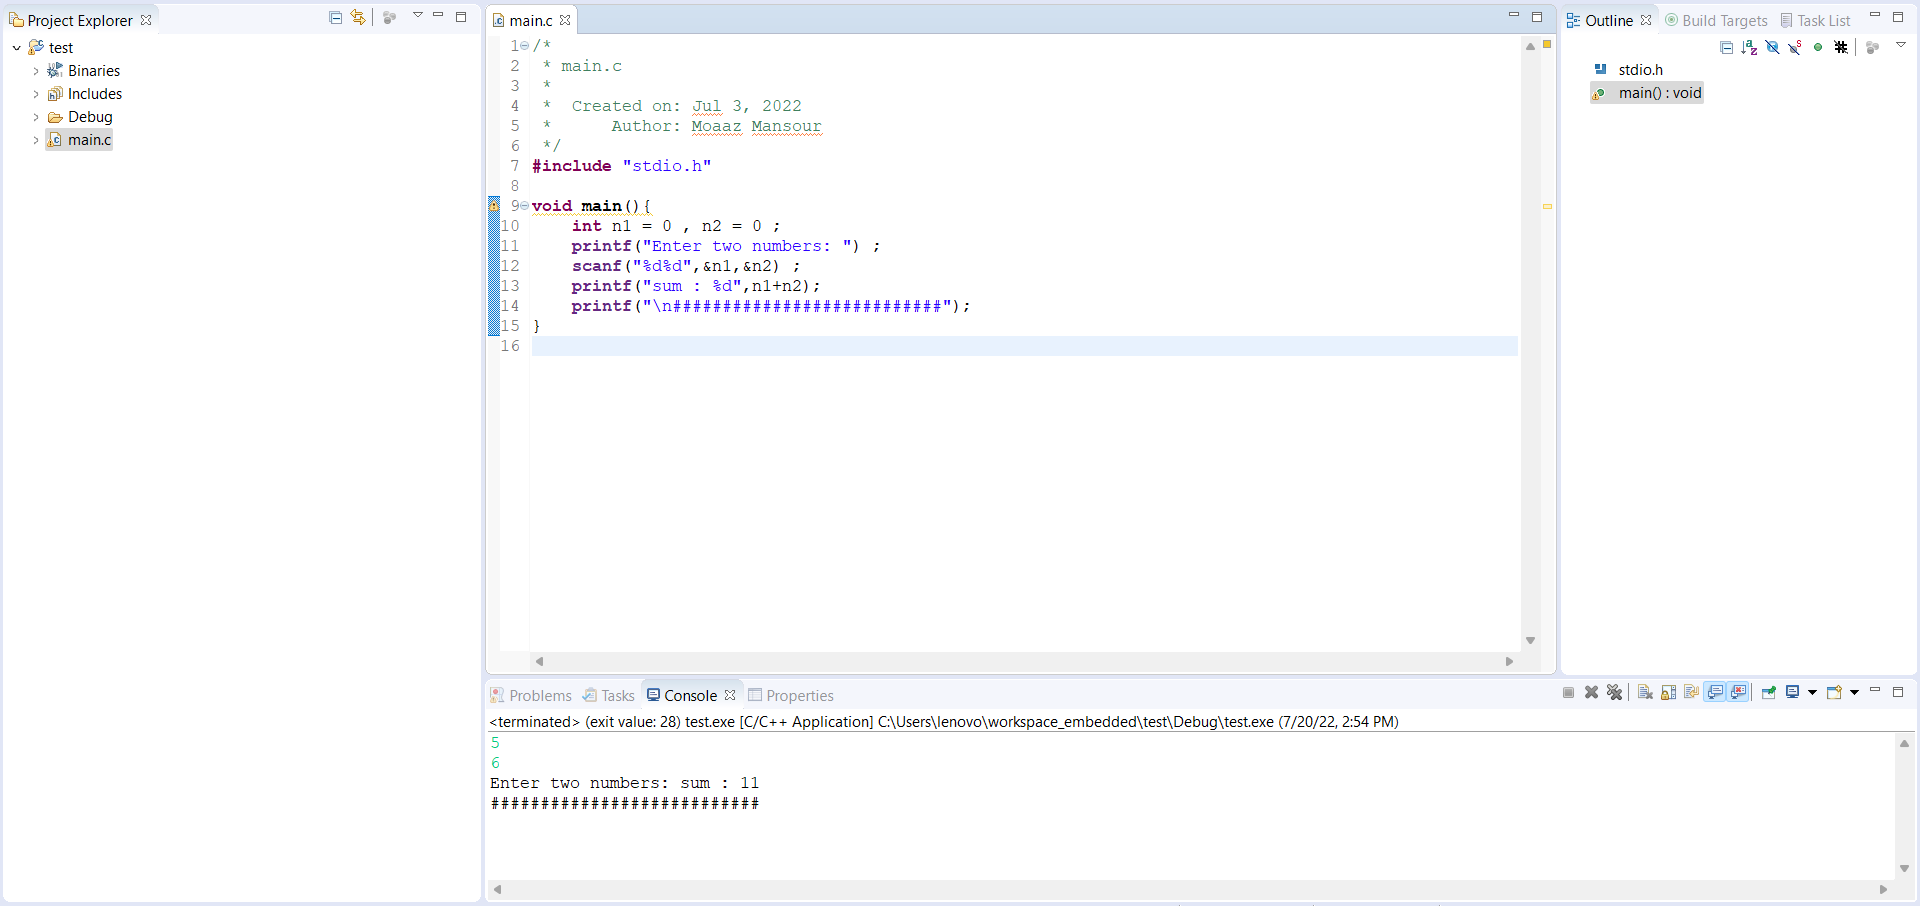 Project Explorer
test
Binaries
Includes
Debug
main.c
main.c
1 /*
2  * main.c
3  *
4  *  Created on: Jul 3, 2022
5  *      Author: Moaaz Mansour
6  */
7 #include "stdio.h"
8
9 void main(){
10     int n1 = 0 , n2 = 0 ;
11     printf("Enter two numbers: ") ;
12     scanf("%d%d",&n1,&n2) ;
13     printf("sum : %d",n1+n2);
14     printf("\n###########################");
15 }
16
Outline Build Targets Task List
stdio.h
main() : void
Problems Tasks Console Properties
<terminated> (exit value: 28) test.exe [C/C++ Application] C:\Users\lenovo\workspace_embedded\test\Debug\test.exe (7/20/22, 2:54 PM)
5
6
Enter two numbers: sum : 11
###########################